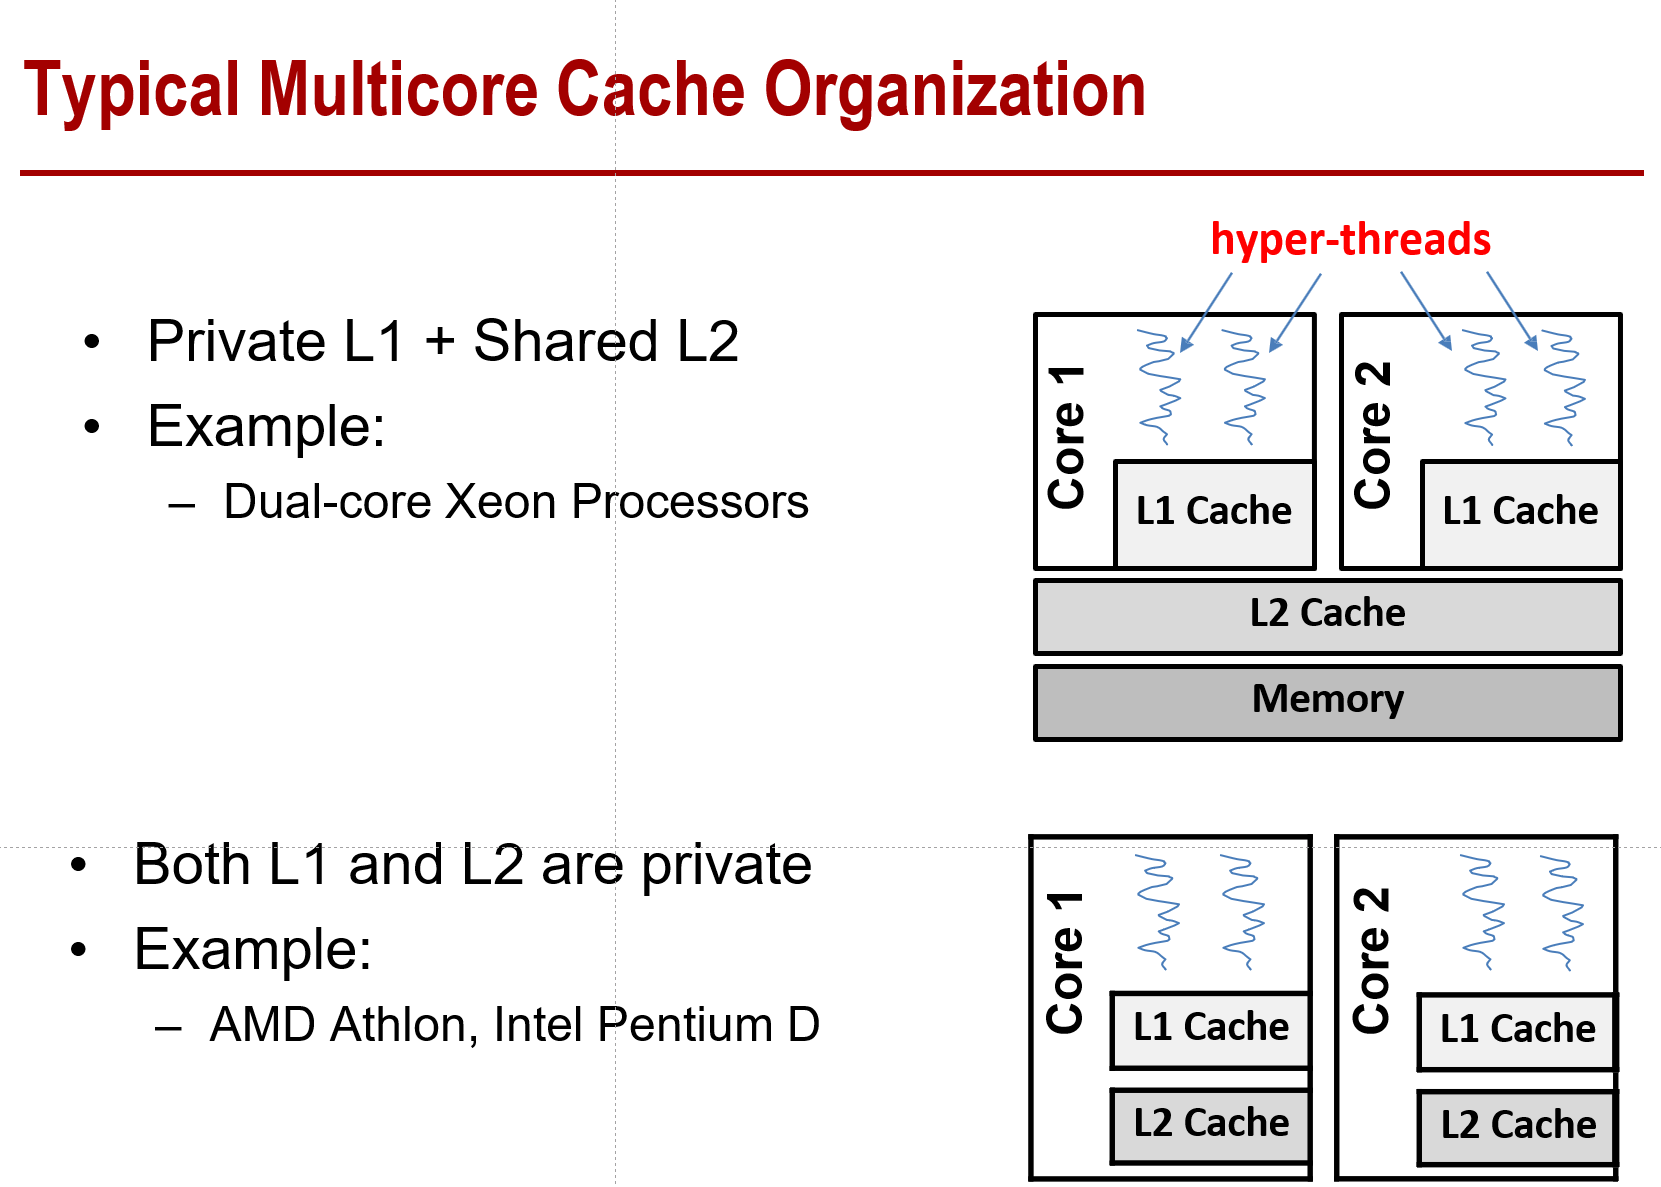 Typical Multicore Cache Organization
• Private L1 + Shared L2
• Example:
– Dual-core Xeon Processors
hyper-threads
Core 1
L1 Cache
Core 2
L1 Cache
L2 Cache
Memory
• Both L1 and L2 are private
• Example:
– AMD Athlon, Intel Pentium D
Core 1
L1 Cache
L2 Cache
Core 2
L1 Cache
L2 Cache